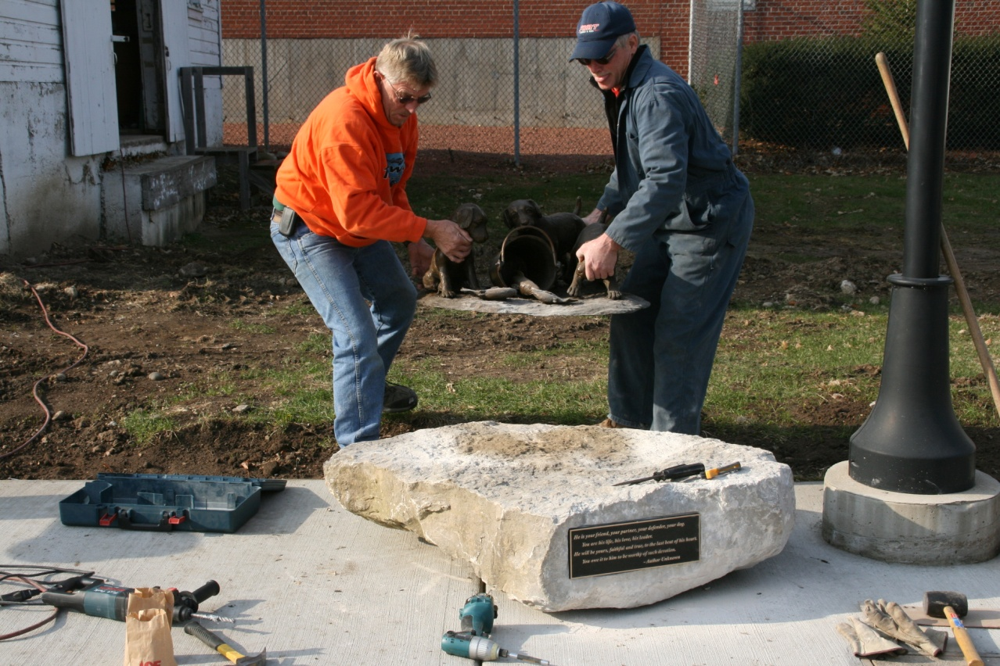 He is your friend, your partner, your defender, your dog.
You are his life, his love, his leader.
He will be yours, faithful and true, to the last beat of his heart.
You owe it to him to be worthy of such devotion.
~Author Unknown